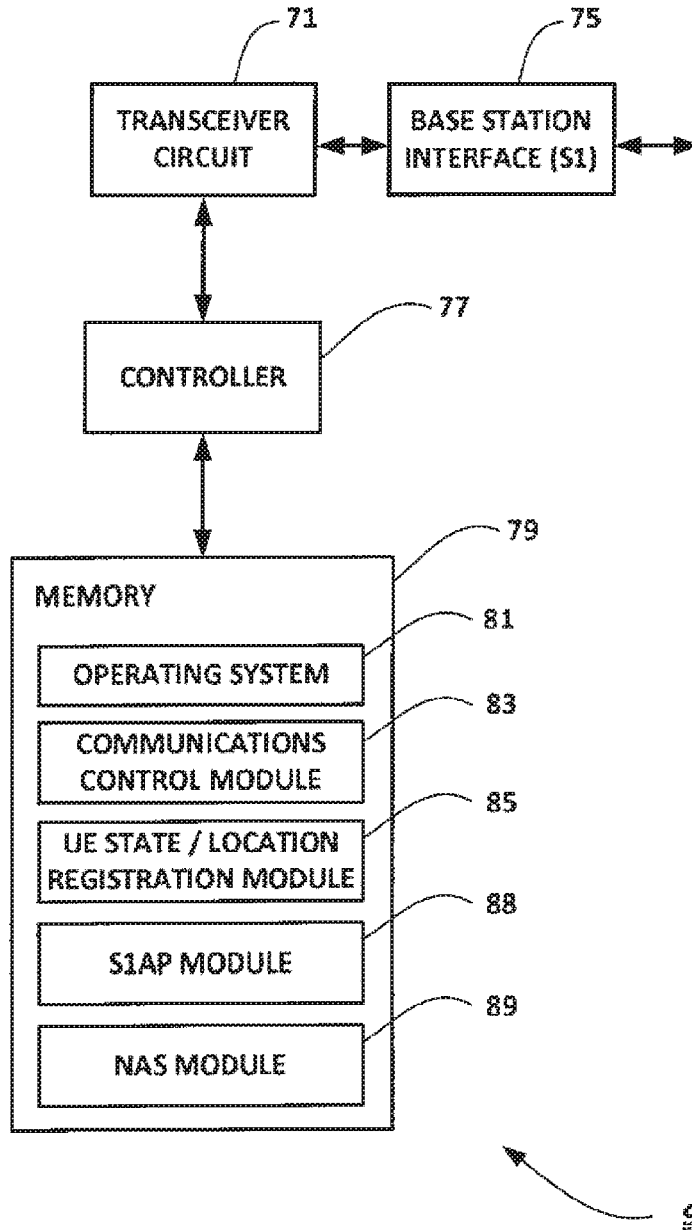 71
75
TRANSCEIVER
CIRCUIT
BASE STATION
INTERFACE (S1)
77
CONTROLLER
79
MEMORY
81
OPERATING SYSTEM
83
COMMUNICATIONS
CONTROL MODULE
85
UE STATE / LOCATION
REGISTRATION MODULE
88
S1AP MODULE
89
NAS MODULE